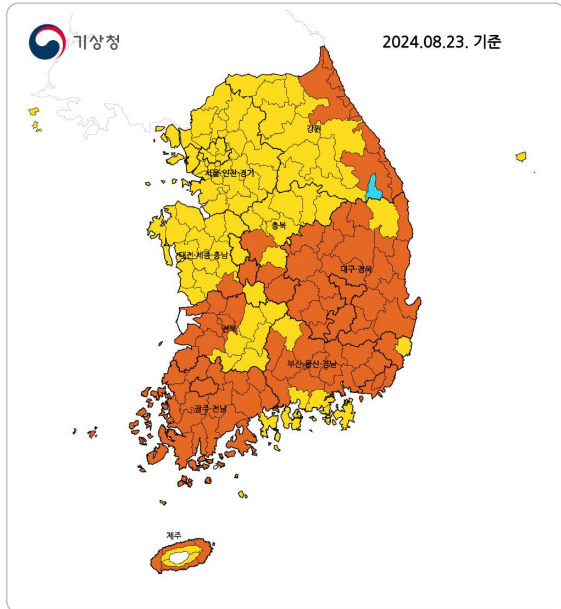 기상청
2024.08.23. 기준
강원
서울·인천·경기
충북
대전·세종·충남
대구·경북
전북
부산·울산·경남
광주·전남
제주